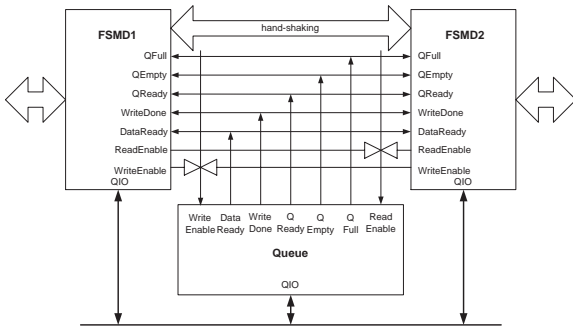 FSMD1
hand-shaking
FSMD2
QFull
QFull
QEmpty
QEmpty
QReady
QReady
WriteDone
WriteDone
DataReady
DataReady
ReadEnable
ReadEnable
WriteEnable
WriteEnable
QIO
QIO
Write Data Write Q Q Q Read
Enable Ready Done Ready Empty Full Enable
Queue
QIO